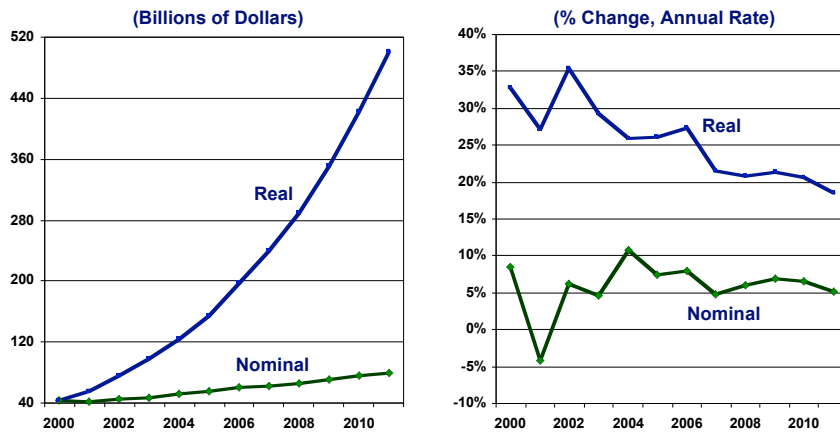 (Billions of Dollars)
520
440
360
280
200
120
40
Real
Nominal
2000 2002 2004 2006 2008 2010
(% Change, Annual Rate)
40%
35%
30%
25%
20%
15%
10%
5%
0%
-5%
-10%
Real
Nominal
2000 2002 2004 2006 2008 2010